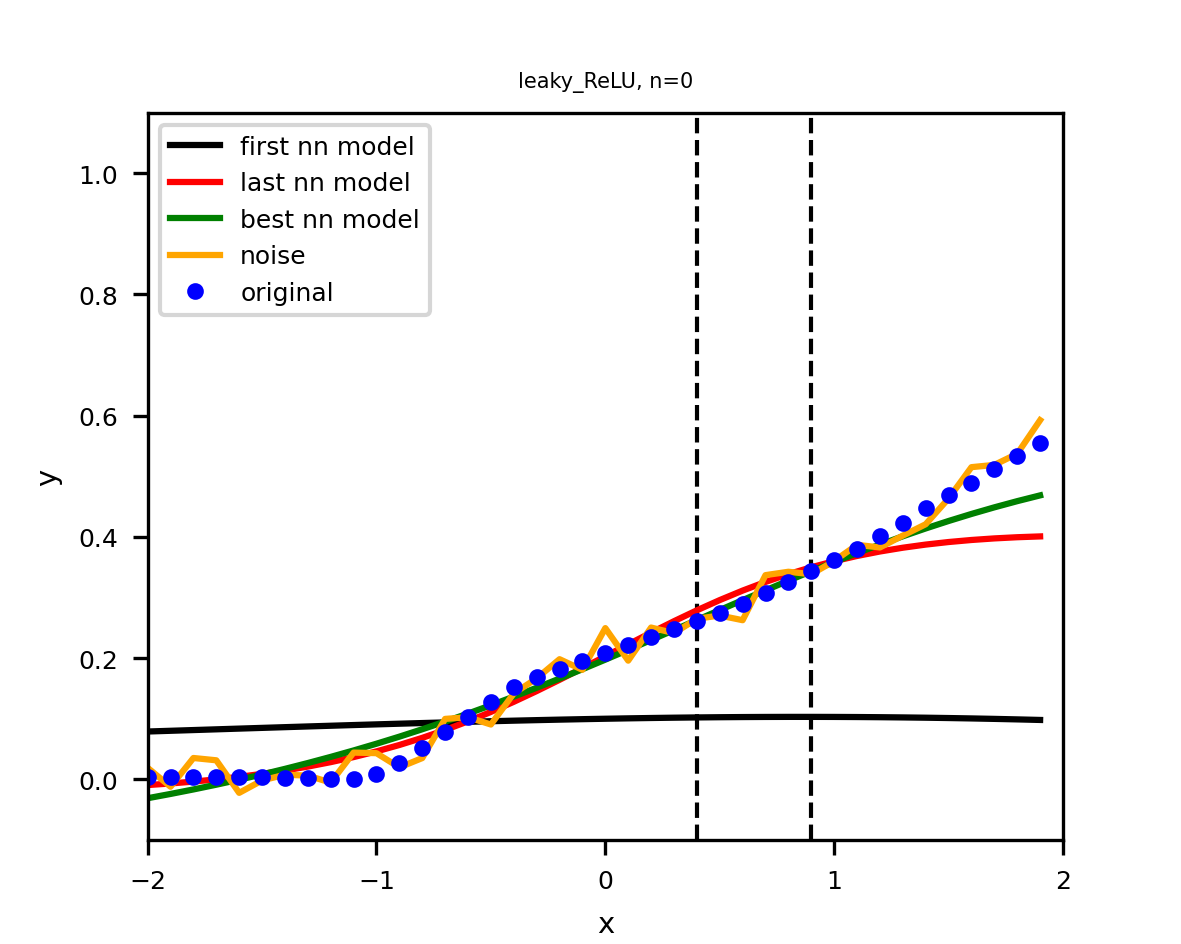 leaky_ReLU, n=0
first nn model
last nn model
best nn model
noise
original
1.0
0.8
0.6
0.4
0.2
0.0
y
−2
−1
0
1
2
x